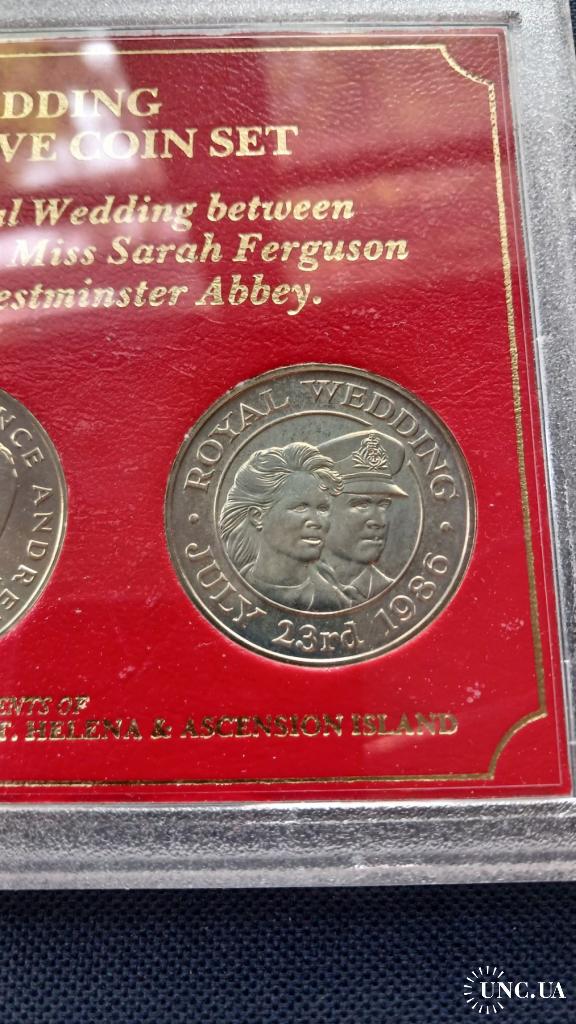 DDING
VE COIN SET
al Wedding between
Miss Sarah Ferguson
estminster Abbey.
NCE ANDRE
· ROYAL WEDDING ·
JULY 23rd 1986
ENTS OF
T. HELENA & ASCENSION ISLAND
UNC.UA